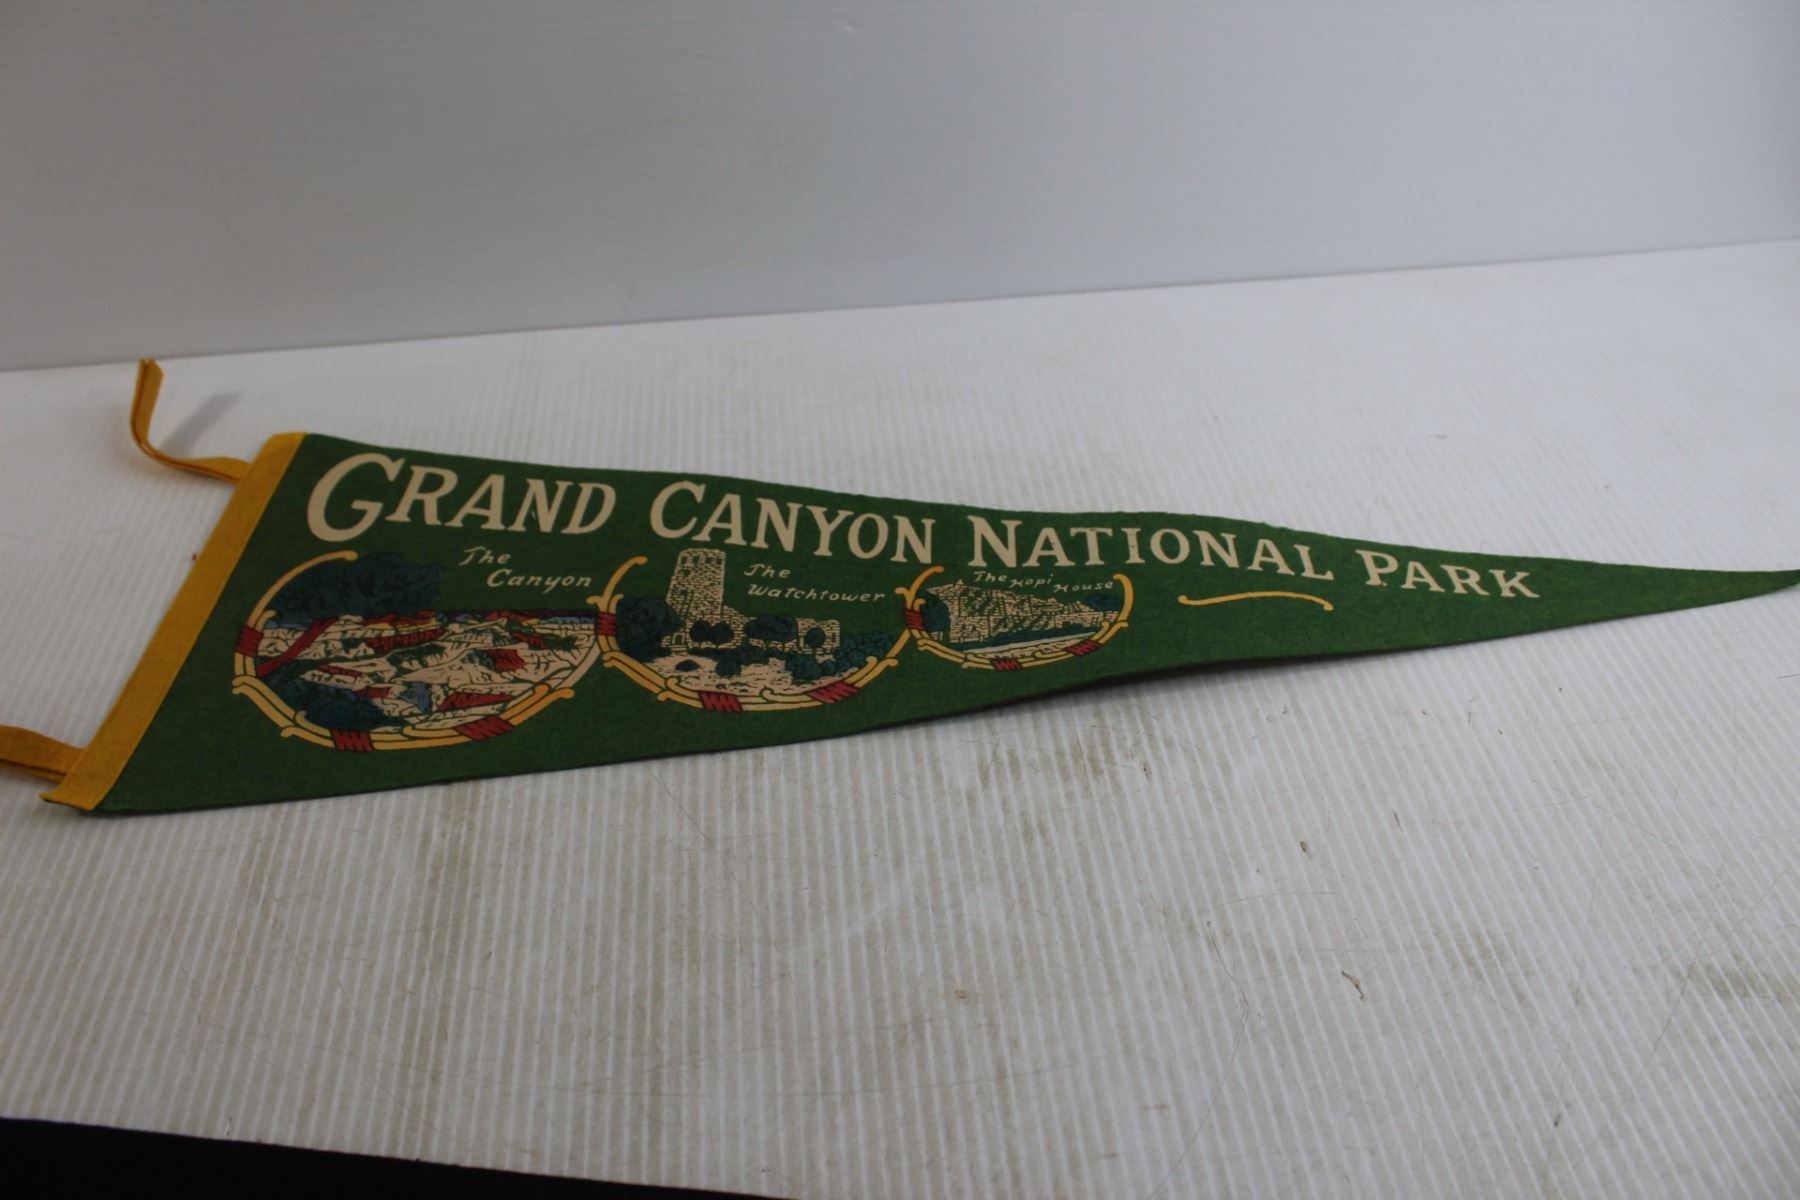 GRAND CANYON NATIONAL PARK
The
Canyon
The
Watchtower
The Hopi
House